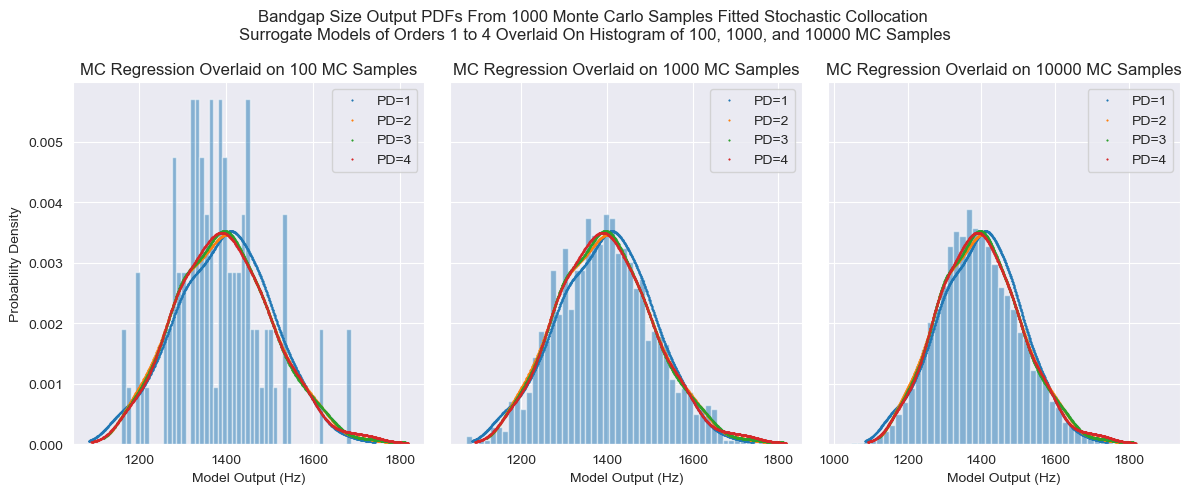 Bandgap Size Output PDFs From 1000 Monte Carlo Samples Fitted Stochastic Collocation
Surrogate Models of Orders 1 to 4 Overlaid On Histogram of 100, 1000, and 10000 MC Samples
MC Regression Overlaid on 100 MC Samples
MC Regression Overlaid on 1000 MC Samples
MC Regression Overlaid on 10000 MC Samples
PD=1
PD=2
PD=3
PD=4
PD=1
PD=2
PD=3
PD=4
PD=1
PD=2
PD=3
PD=4
Probability Density
0.005
0.004
0.003
0.002
0.001
0.000
1200 1400 1600 1800
1200 1400 1600 1800
1000 1200 1400 1600 1800
Model Output (Hz)
Model Output (Hz)
Model Output (Hz)